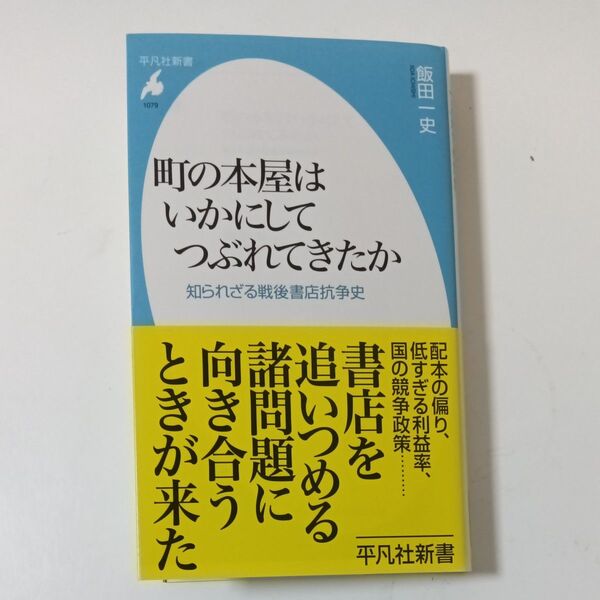 平凡社新書
1079
飯田一史
町の本屋は
いかにして
つぶれてきたか
知られざる戦後書店抗争史
配本の偏り、
低すぎる利益率、
国の競争政策………
書店を
追いつめる
諸問題に
向き合う
ときが来た
平凡社新書